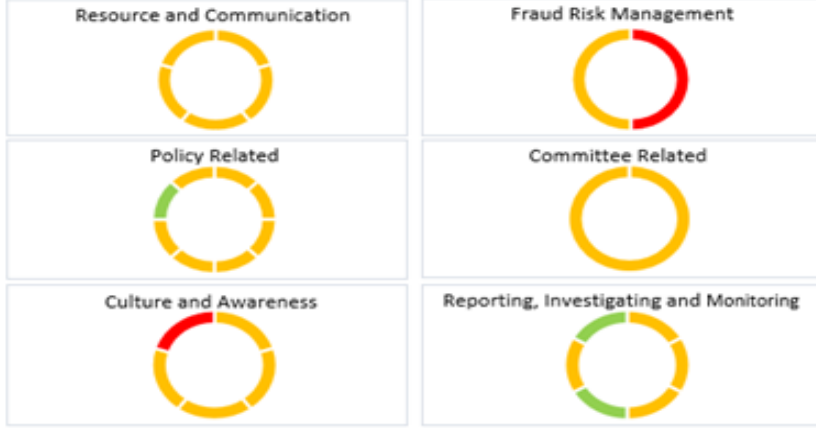 Resource and Communication
Fraud Risk Management
Policy Related
Committee Related
Culture and Awareness
Reporting, Investigating and Monitoring